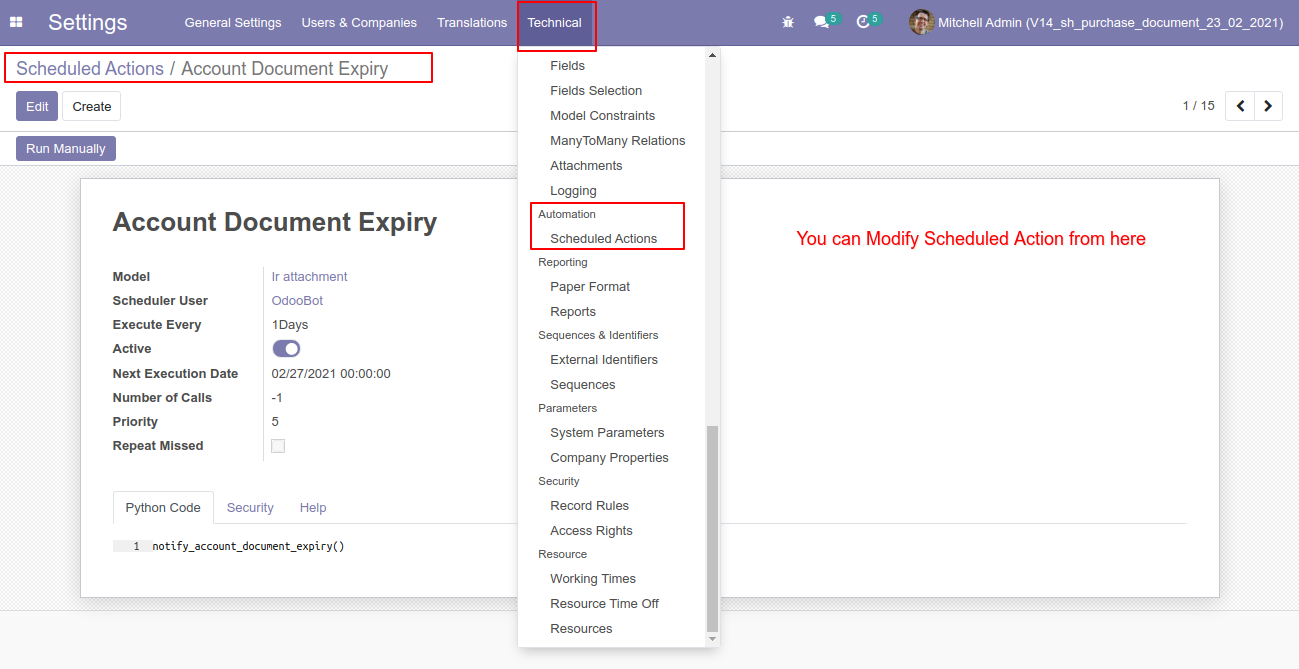 Settings General Settings Users & Companies Translations Technical 5 5 Mitchell Admin (V14_sh_purchase_document_23_02_2021)
Scheduled Actions / Account Document Expiry
Edit Create 1 / 15
Run Manually
Fields
Fields Selection
Model Constraints
ManyToMany Relations
Attachments
Logging
Automation
Scheduled Actions
Reporting
Paper Format
Reports
Sequences & Identifiers
External Identifiers
Sequences
Parameters
System Parameters
Company Properties
Security
Record Rules
Access Rights
Resource
Working Times
Resource Time Off
Resources
Account Document Expiry
You can Modify Scheduled Action from here
Model Ir attachment
Scheduler User OdooBot
Execute Every 1Days
Active
Next Execution Date 02/27/2021 00:00:00
Number of Calls -1
Priority 5
Repeat Missed
Python Code Security Help
1 notify_account_document_expiry()